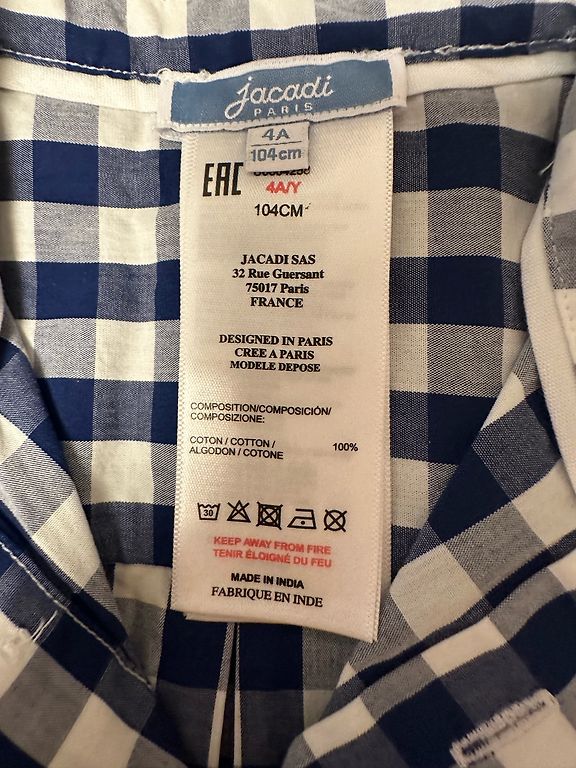 jacadi
PARIS
4A
104cm
EAC
4A/Y
104CM
JACADI SAS
32 Rue Guersant
75017 Paris
FRANCE
DESIGNED IN PARIS
CREE A PARIS
MODELE DEPOSE
COMPOSITION/COMPOSICIÓN/
COMPOSIZIONE:
COTON / COTTON /
ALGODON / COTONE 100%
30
KEEP AWAY FROM FIRE
TENIR ÉLOIGNÉ DU FEU
MADE IN INDIA
FABRIQUE EN INDE